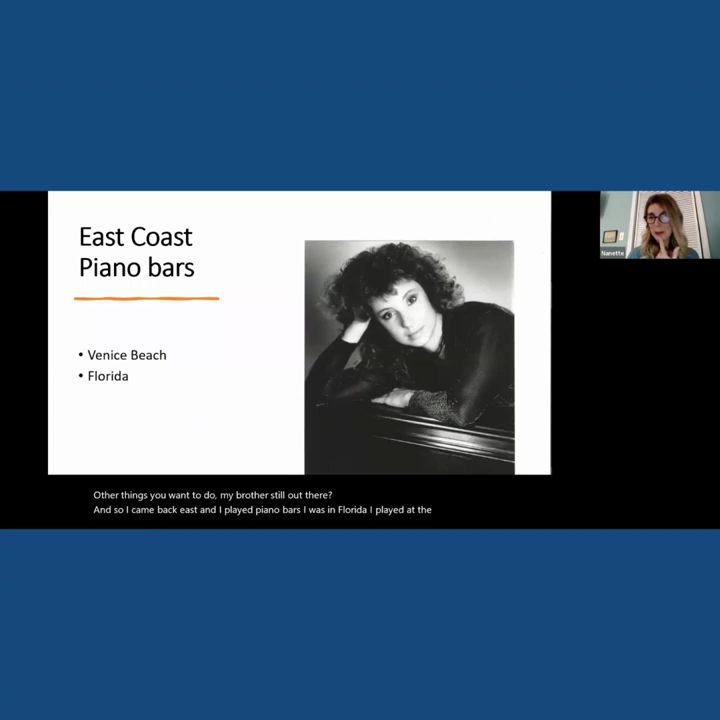 East Coast
Piano bars
• Venice Beach
• Florida
Nanette
Other things you want to do, my brother still out there?
And so I came back east and I played piano bars I was in Florida I played at the